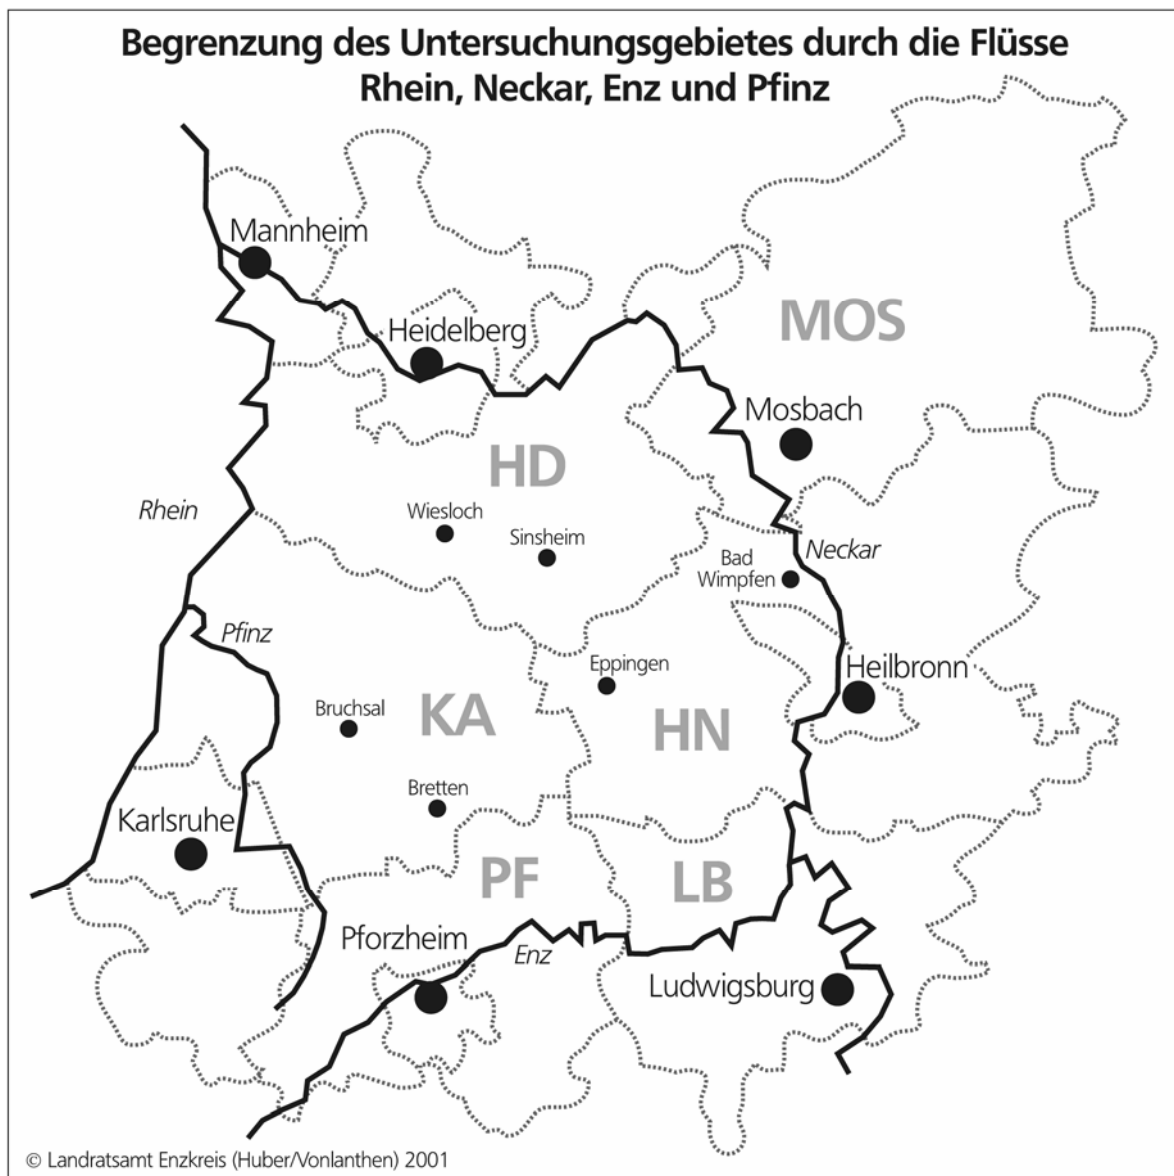 Begrenzung des Untersuchungsgebietes durch die Flüsse
Rhein, Neckar, Enz und Pfinz
Mannheim
MOS
Heidelberg
Mosbach
HD
Rhein
Wiesloch
Sinsheim
Neckar
Bad
Wimpfen
Pfinz
Eppingen
Heilbronn
Bruchsal
KA
HN
Bretten
Karlsruhe
PF
LB
Pforzheim
Enz
Ludwigsburg
© Landratsamt Enzkreis (Huber/Vonlanthen) 2001